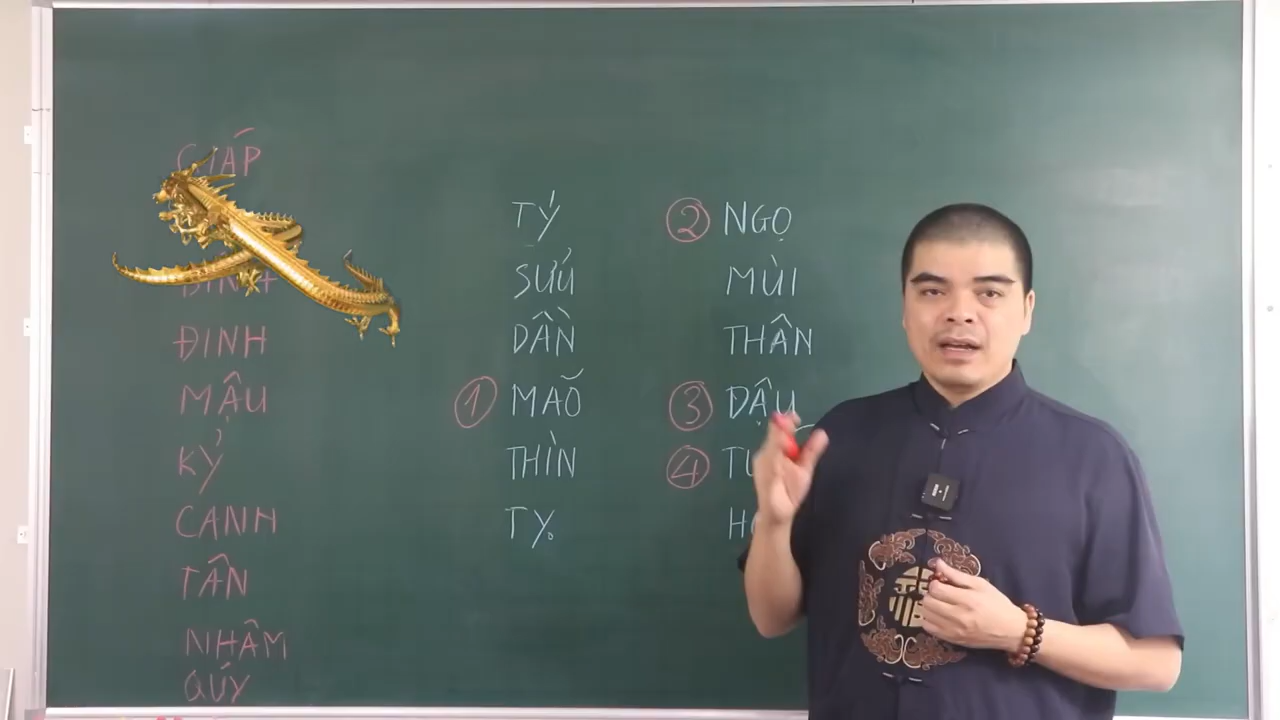 GIÁP
ĐINH
MẬU
KỶ
CANH
TÂN
NHÂM
QUÝ
TÝ
SỬU
DẦN
① MAÕ
THÌN
TỴ
② NGỌ
MÙI
THÂN
③ DẬU
④